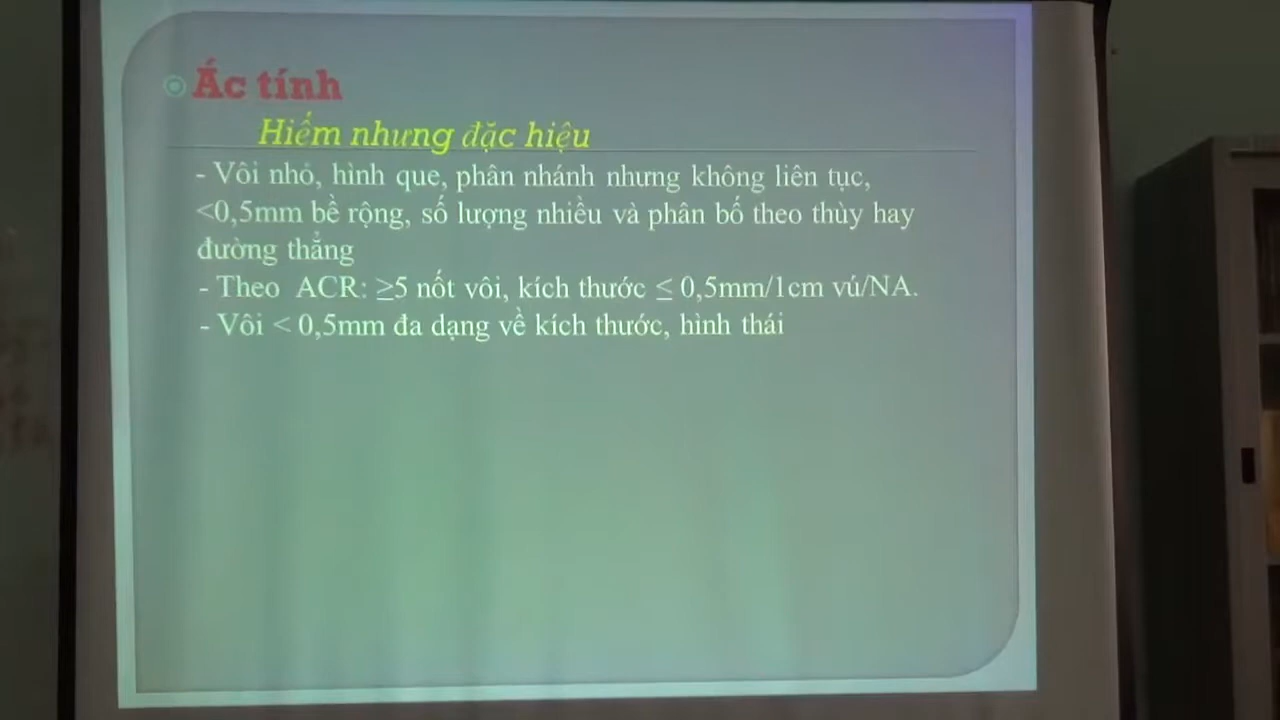 Ác tính
Hiếm nhưng đặc hiệu
- Vôi nhỏ, hình que, phân nhánh nhưng không liên tục,
<0,5mm bề rộng, số lượng nhiều và phân bố theo thùy hay
đường thẳng
- Theo ACR: ≥5 nốt vôi, kích thước ≤ 0,5mm/1cm vú/NA.
- Vôi < 0,5mm đa dạng về kích thước, hình thái